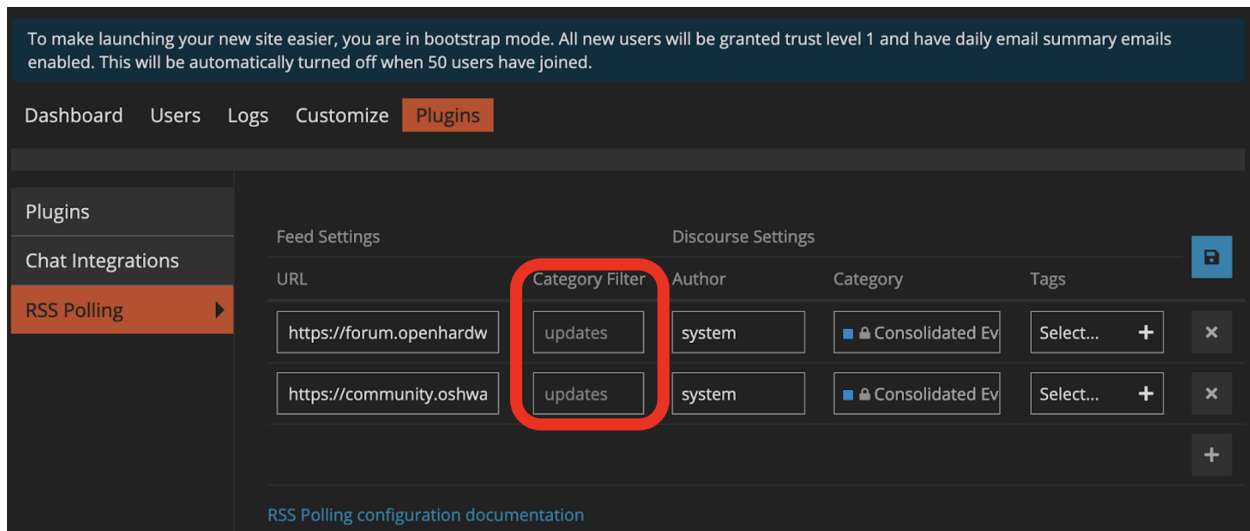 To make launching your new site easier, you are in bootstrap mode. All new users will be granted trust level 1 and have daily email summary emails
enabled. This will be automatically turned off when 50 users have joined.
Dashboard Users Logs Customize Plugins
Plugins
Chat Integrations
RSS Polling
Feed Settings Discourse Settings
URL Category Filter Author Category Tags
https://forum.openhardw updates system Consolidated Ev Select... +
https://community.oshwa updates system Consolidated Ev Select... +
RSS Polling configuration documentation